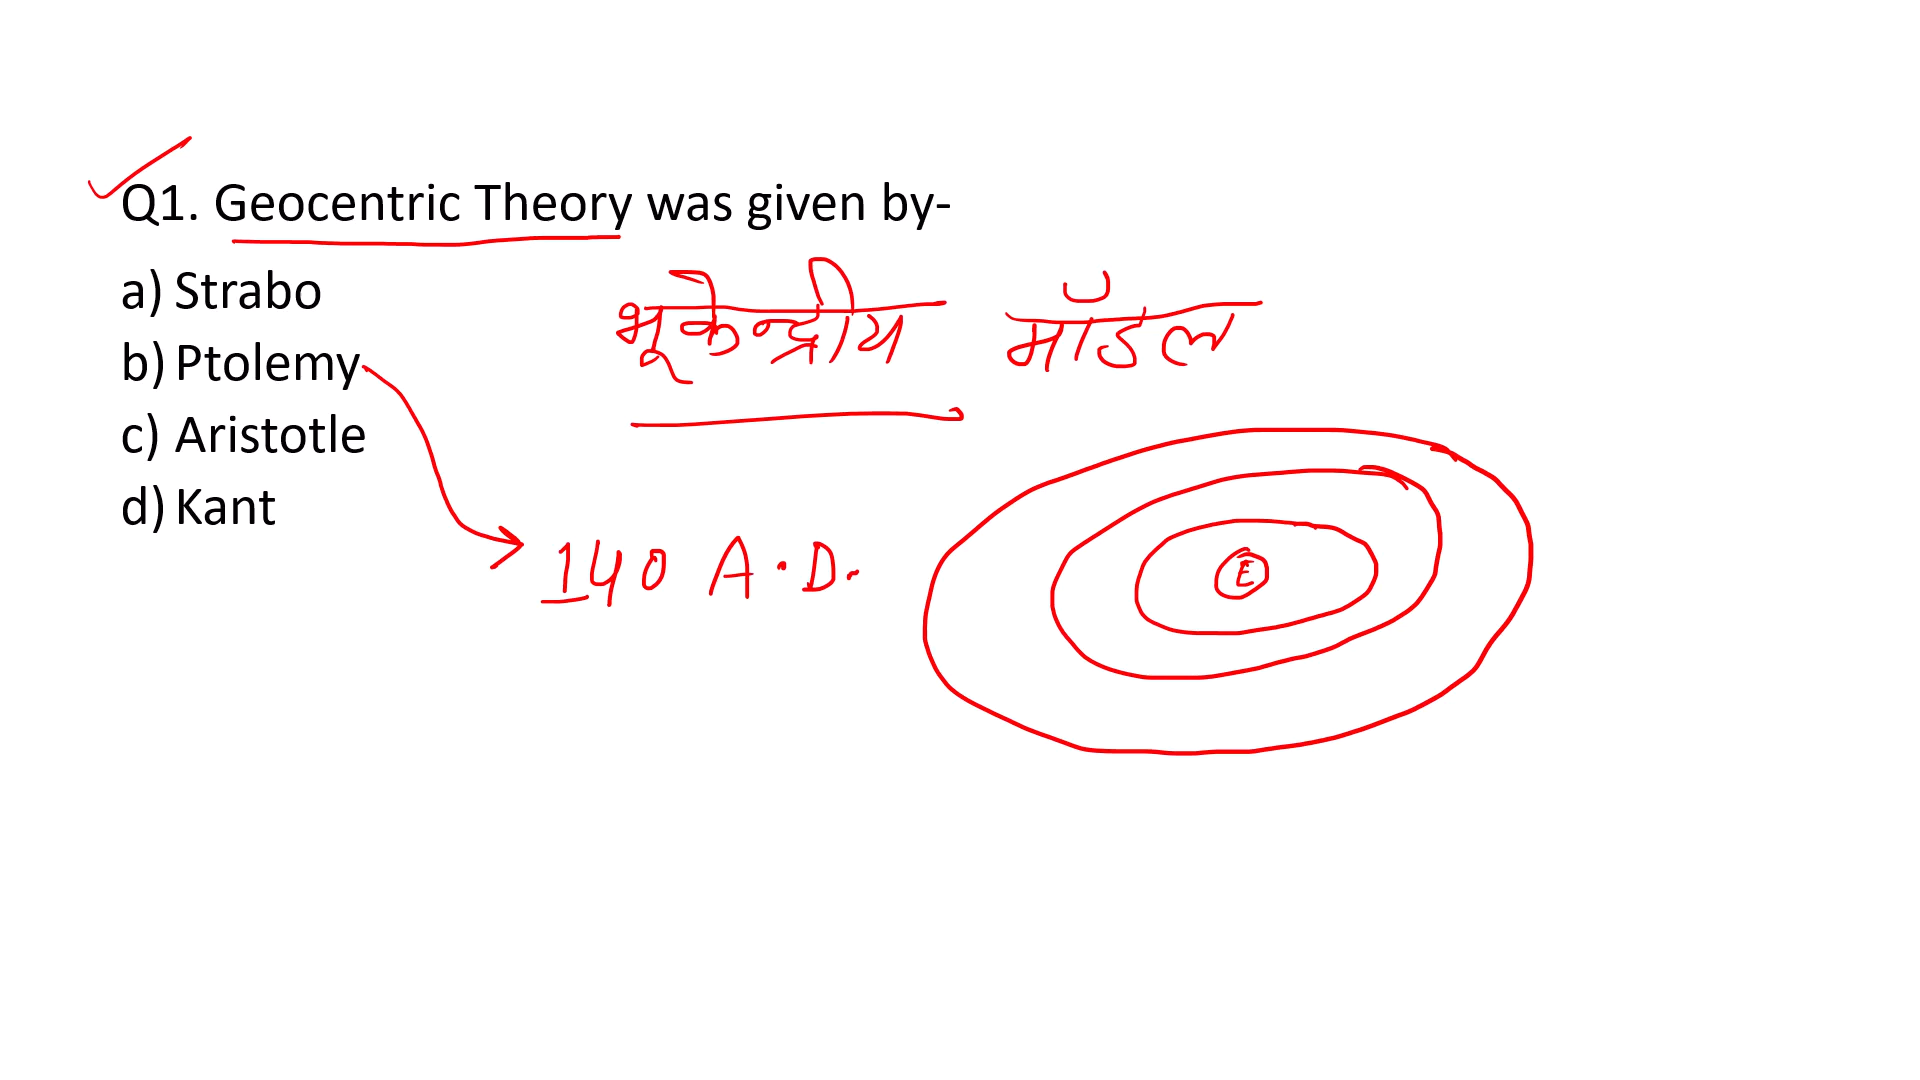 Q1. Geocentric Theory was given by-
a) Strabo
b) Ptolemy
c) Aristotle
d) Kant
भूकेन्द्रीय मॉडल
140 A.D.
E